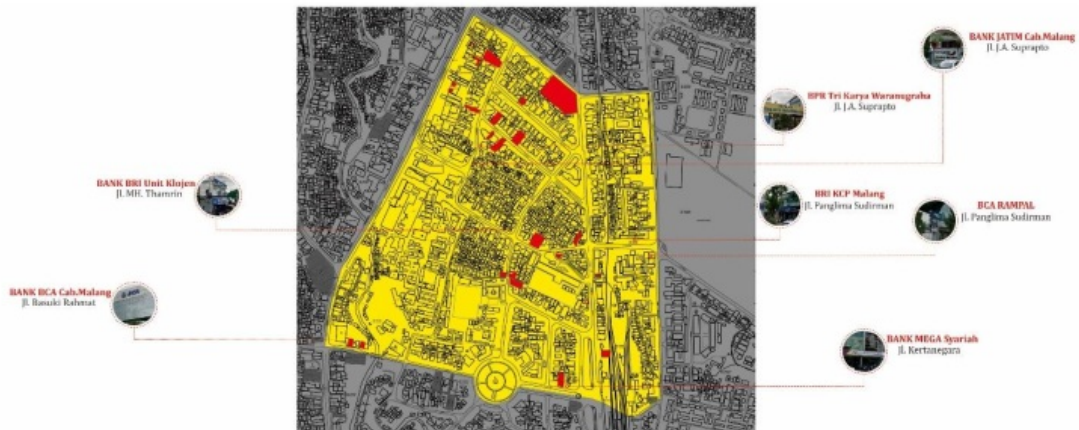 BANK JATIM Cab.Malang
Jl. J.A. Suprapto
BPR Tri Karya Waranugraha
Jl. J.A. Suprapto
BANK BRI Unit Klojen
Jl. MH. Thamrin
BRI KCP Malang
Jl. Panglima Sudirman
BCA RAMPAL
Jl. Panglima Sudirman
BANK BCA Cab.Malang
Jl. Basuki Rahmat
BANK MEGA Syariah
Jl. Kertanegara